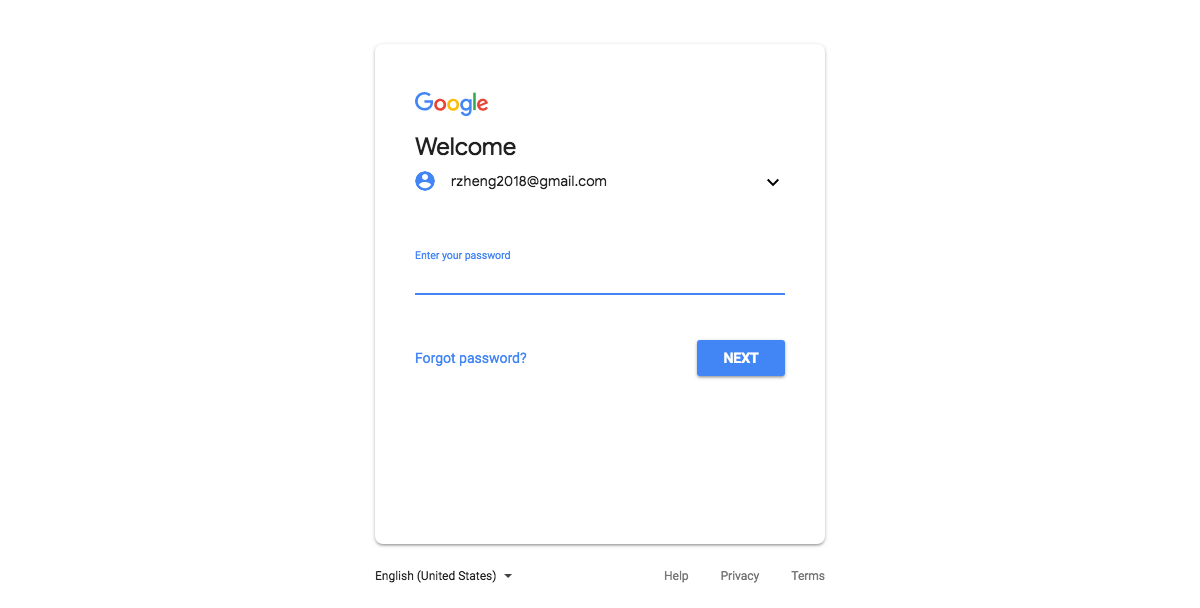 Google
Welcome
rzheng2018@gmail.com
Enter your password
Forgot password?
NEXT
English (United States)
Help
Privacy
Terms